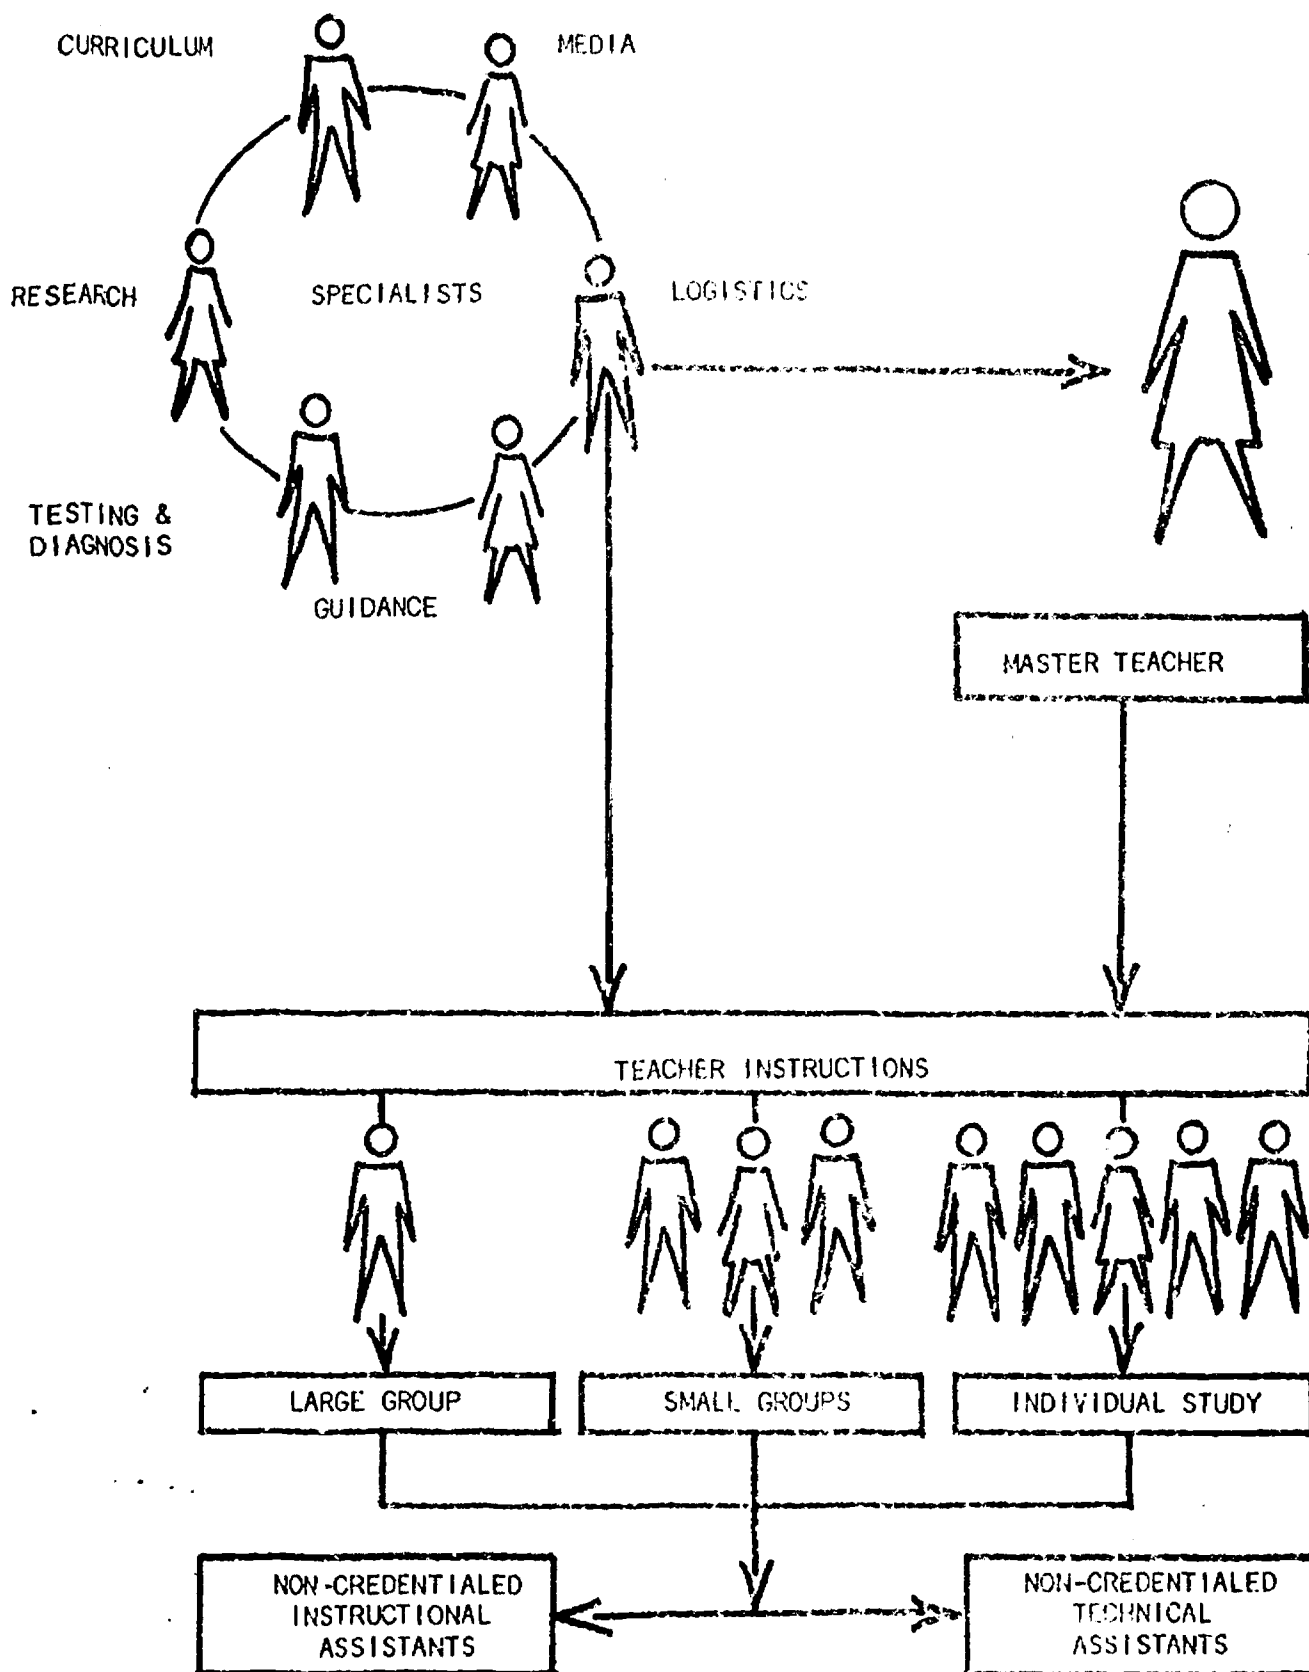 CURRICULUM
MEDIA
RESEARCH
SPECIALISTS
LOGISTICS
TESTING &
DIAGNOSIS
GUIDANCE
MASTER TEACHER
TEACHER INSTRUCTIONS
LARGE GROUP
SMALL GROUPS
INDIVIDUAL STUDY
NON-CREDENTIALED
INSTRUCTIONAL
ASSISTANTS
NON-CREDENTIALED
TECHNICAL
ASSISTANTS